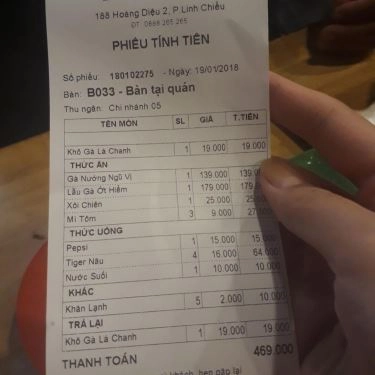 188 Hoàng Diệu 2, P.Linh Chiểu
PHIẾU TÍNH TIỀN
Số phiếu: 180102275 - Ngày: 19/01/2018
Bàn: B033 - Bàn tại quán
Thu ngân: Chi nhánh 05
TÊN MÓN SL GIÁ T.TIỀN
Khô Gà Lá Chanh 1 19.000 19.000
THỨC ĂN
Gà Nướng Ngũ Vị 1 139.000
Lẩu Gà Ớt Hiểm 1 179.000
Xôi Chiên 1 25.000
Mì Tôm 3 9.000
THỨC UỐNG
Pepsi 1 15.000
Tiger Nâu 4 16.000
Nước Suối 1 10.000 10.000
KHÁC
Khăn Lạnh 5 2.000 10.000
TRẢ LẠI
Khô Gà Lá Chanh 1 19.000 19.000
THANH TOÁN 469.000
khách, hẹn gặp lại